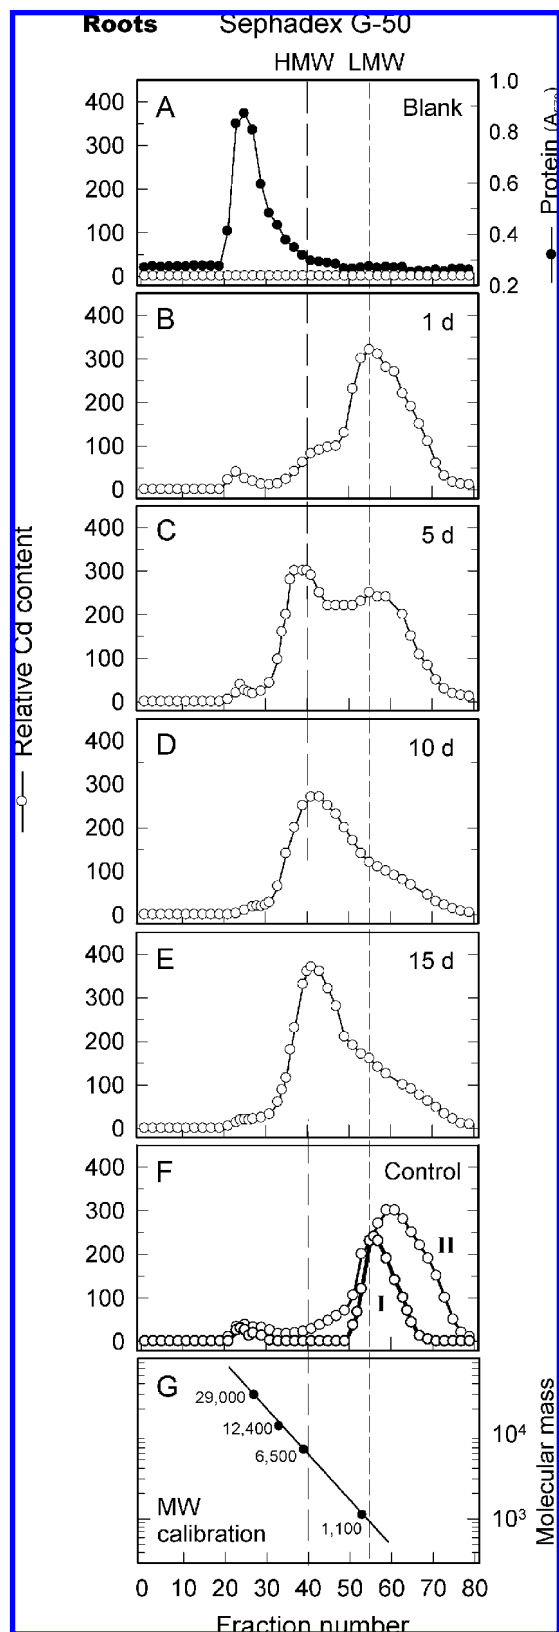 Roots Sephadex G-50
HMW LMW
A Blank
400
300
200
100
0
1.0
0.8
0.6
0.4
0.2
Protein
B 1 d
400
300
200
100
0
C 5 d
400
300
200
100
0
D 10 d
400
300
200
100
0
E 15 d
400
300
200
100
0
F Control
400
300
200
100
0
I
II
Relative Cd content
G
29,000
12,400
6,500
1,100
MW
calibration
10⁴
10³
Molecular mass
0 10 20 30 40 50 60 70 80
Fraction number